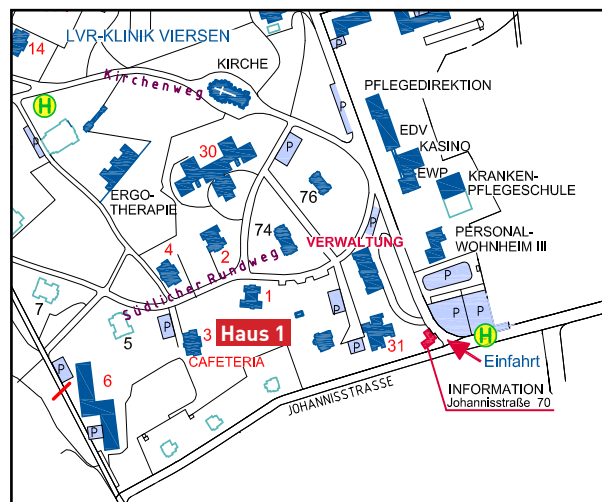 LVR-KLINIK VIERSEN
14
P
KIRCHE
Kirchenweg
H
P
P
PFLEGEDIREKTION
EDV
KASINO
EWP
KRANKEN-
PFLEGESCHULE
30
P
76
ERGO-
THERAPIE
P
74
VERWALTUNG
PERSONAL-
WOHNHEIM III
4
2
Südlicher Rundweg
P
7
1
P
P
P
5
P
3
Haus 1
P
31
H
CAFETERIA
Einfahrt
P
6
INFORMATION
Johannisstraße 70
JOHANNISSTRASSE
P